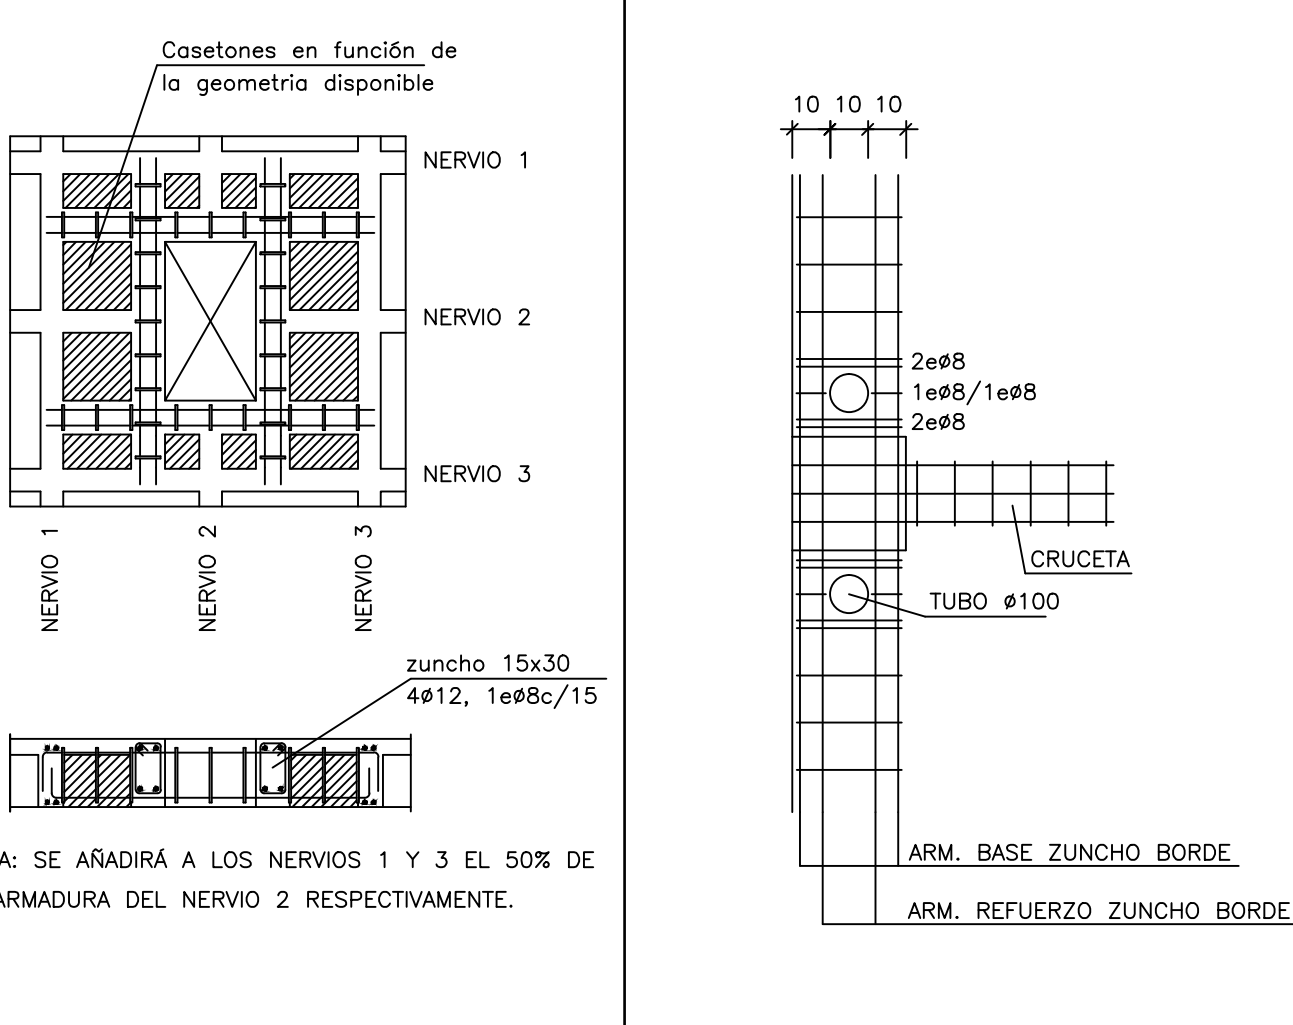 Casetones en función de
la geometria disponible
NERVIO 1
NERVIO 2
NERVIO 3
NERVIO 1
NERVIO 2
NERVIO 3
zuncho 15x30
4ø12, 1eø8c/15
A: SE AÑADIRÁ A LOS NERVIOS 1 Y 3 EL 50% DE
ARMADURA DEL NERVIO 2 RESPECTIVAMENTE.
10 10 10
2eø8
1eø8/1eø8
2eø8
CRUCETA
TUBO ø100
ARM. BASE ZUNCHO BORDE
ARM. REFUERZO ZUNCHO BORDE